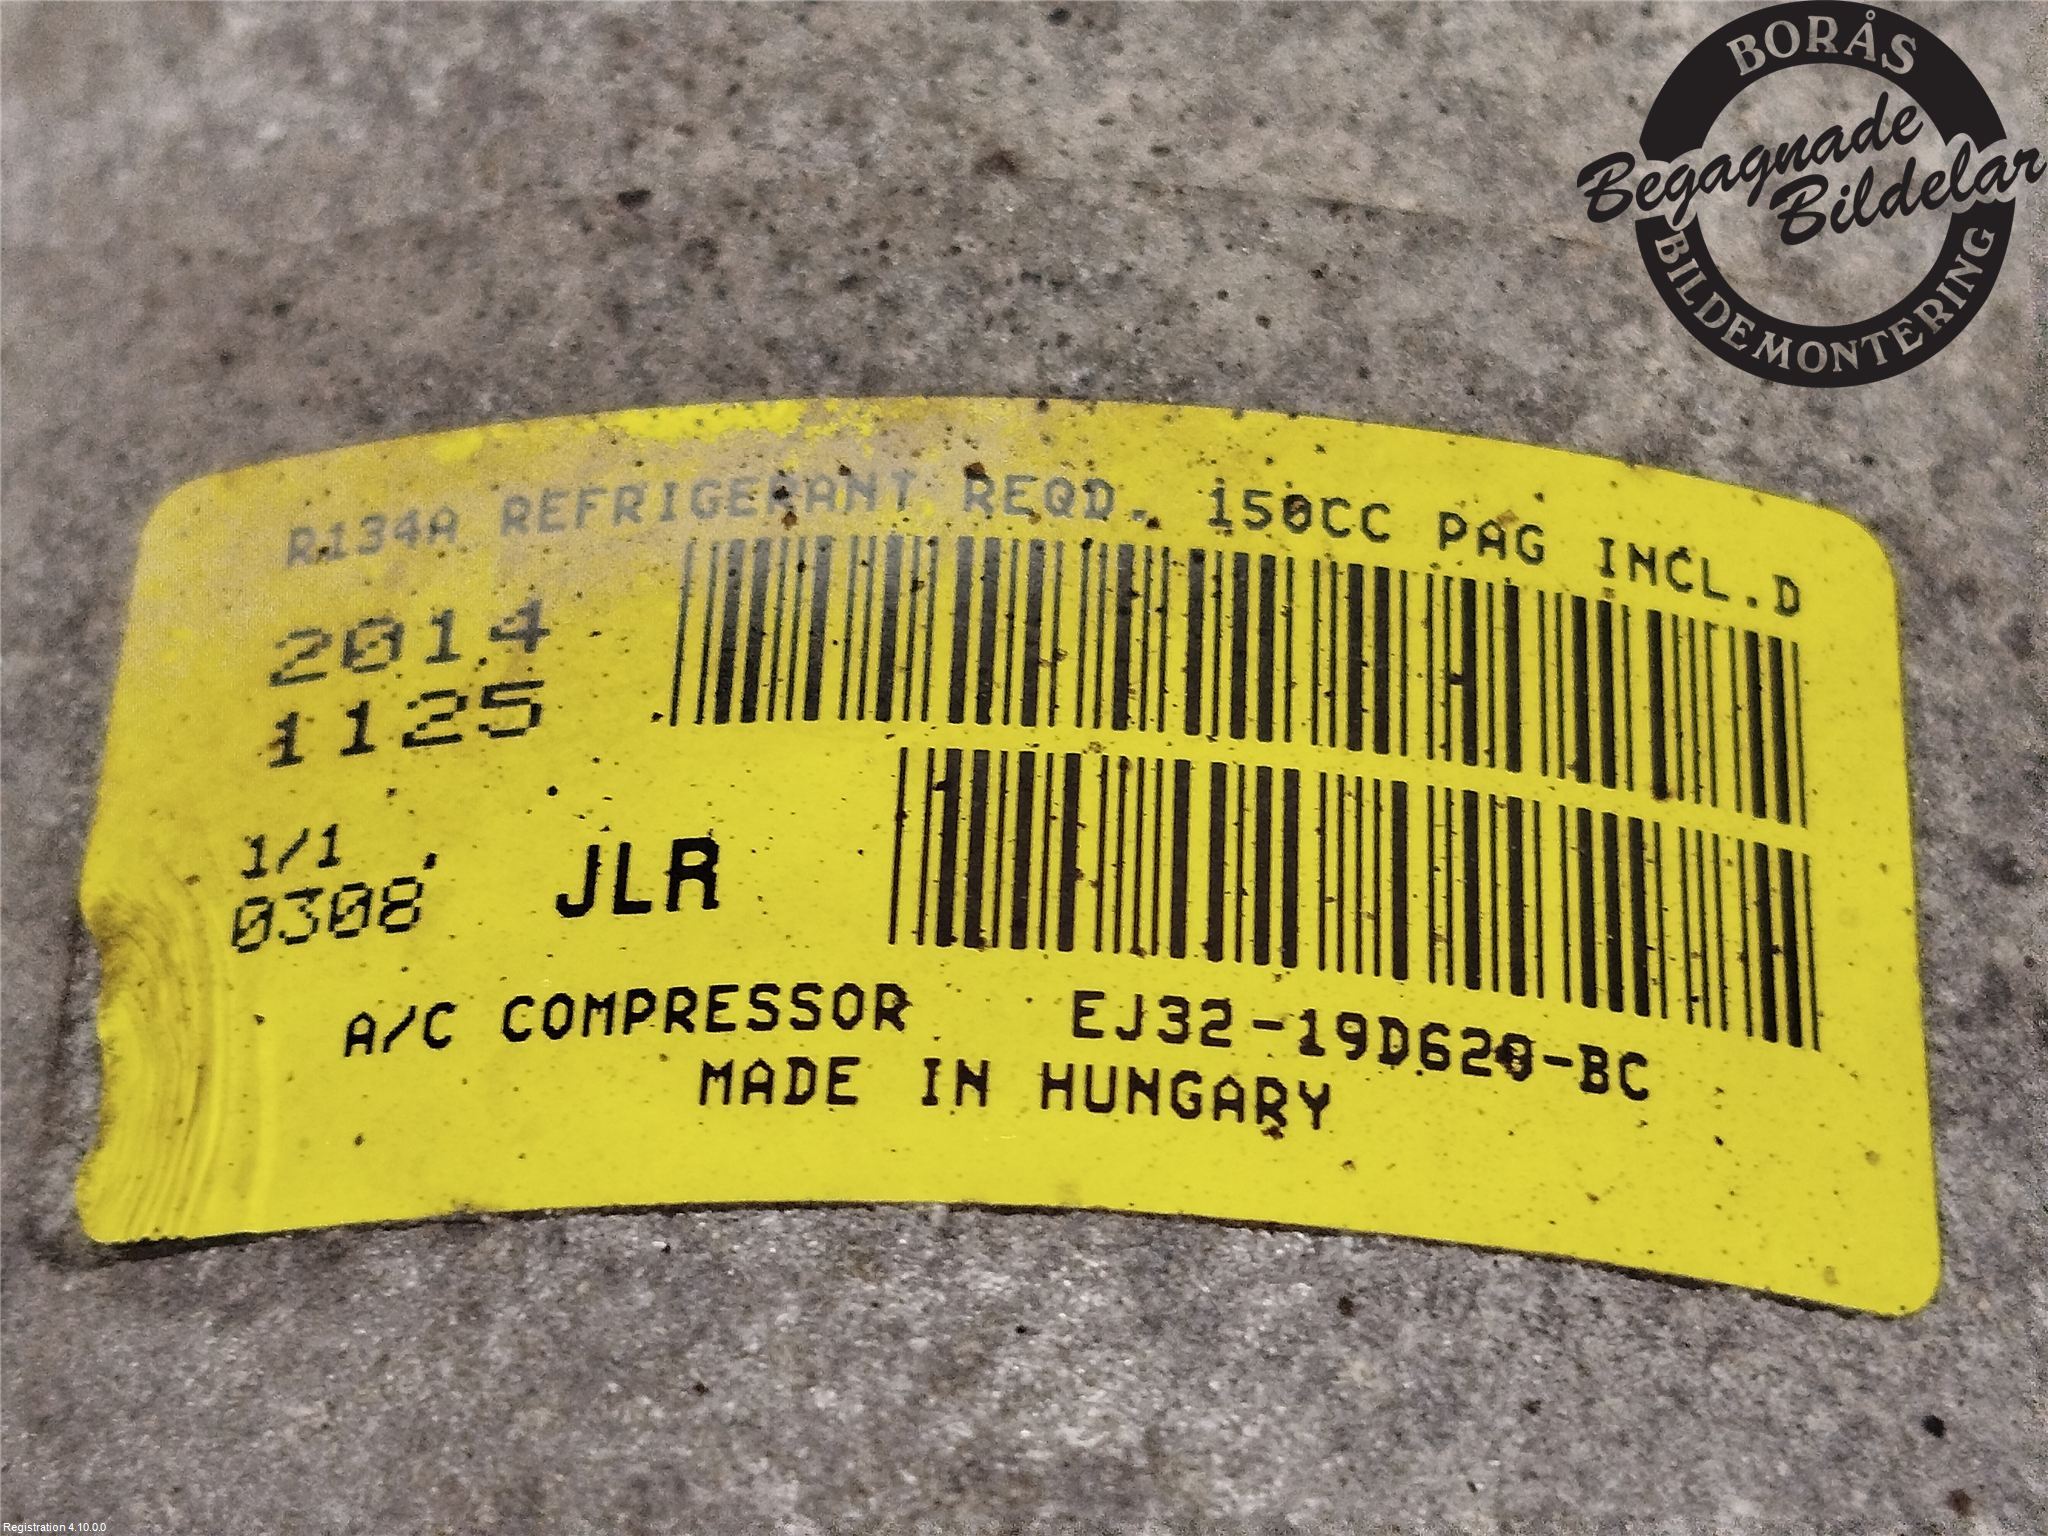 BORÅS
Begagnade
Bildelar
BILDEMONTERING
R134A REFRIGERANT REQD. 150CC PAG INCL.D
2014
1125
1/1
0308
JLR
A/C COMPRESSOR EJ32-19D629-BC
MADE IN HUNGARY
Registration 4.10.0.0